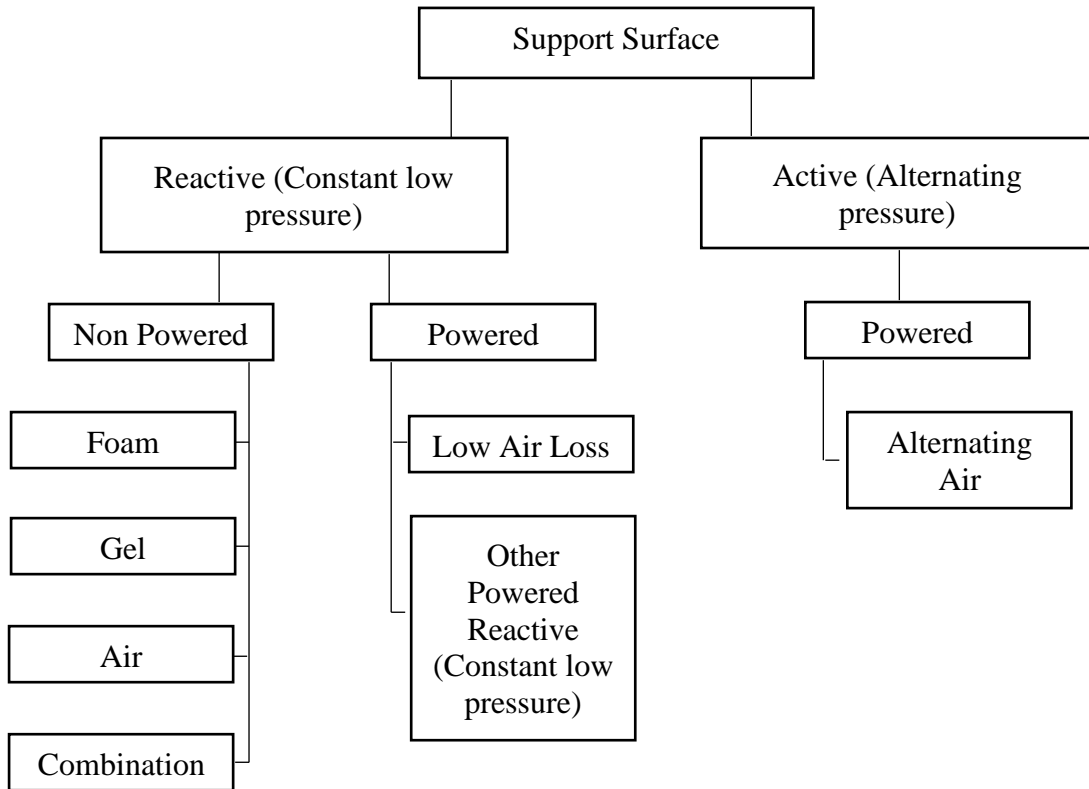 Support Surface
Reactive (Constant low
pressure)
Active (Alternating
pressure)
Non Powered
Powered
Powered
Foam
Low Air Loss
Alternating
Air
Gel
Other
Powered
Reactive
(Constant low
pressure)
Air
Combination